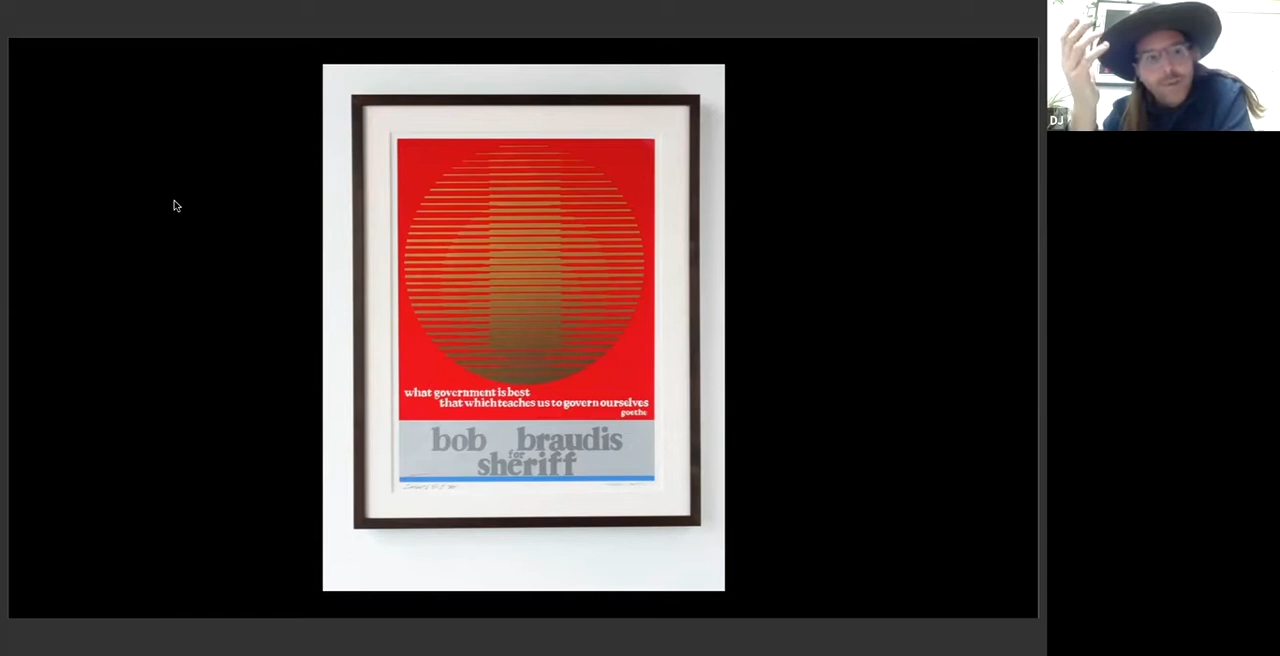 what government is best
that which teaches us to govern ourselves
goethe
bob braudis
for
sheriff
DJ